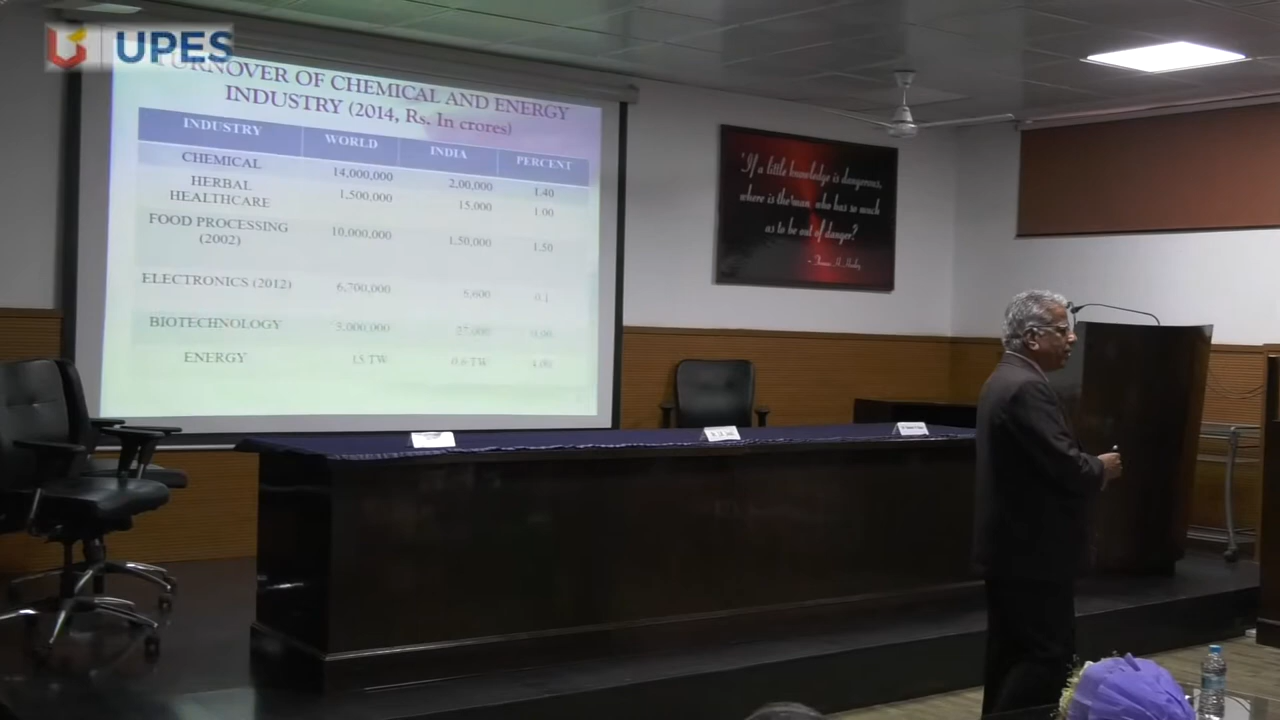 UPES
TURNOVER OF CHEMICAL AND ENERGY
INDUSTRY (2014, Rs. In crores)
INDUSTRY WORLD INDIA PERCENT
CHEMICAL 14,000,000 2,00,000 1.40
HERBAL
HEALTHCARE 1,500,000 15,000 1.00
FOOD PROCESSING
(2002) 10,000,000 1,50,000 1.50
ELECTRONICS (2012) 6,700,000 6,600 0.1
BIOTECHNOLOGY 5,000,000
ENERGY 15 TW 0.6 TW 4.00
"If a little knowledge is dangerous,
where is the man who has so much
as to be out of danger?